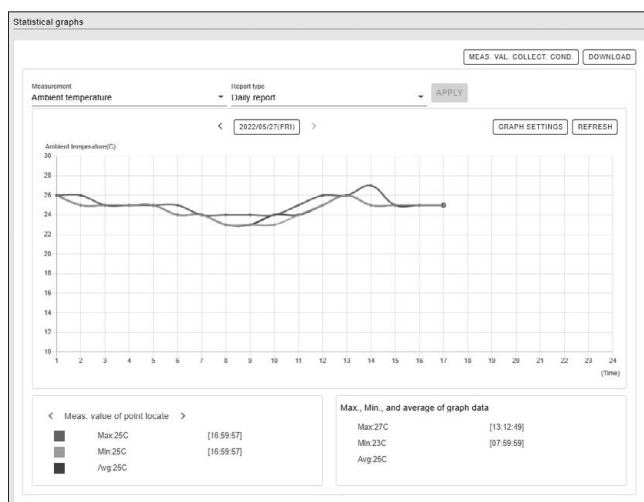 Statistical graphs
MEAS. VAL. COLLECT. COND. DOWNLOAD
Measurement Report type
Ambient temperature Daily report APPLY
< 2022/05/27(FRI) > GRAPH SETTINGS REFRESH
Ambient temperature(C)
30
28
26
24
22
20
18
16
14
12
10
1 2 3 4 5 6 7 8 9 10 11 12 13 14 15 16 17 18 19 20 21 22 23 24
(Time)
< Meas. value of point locate >
Max:25C [16:59:57]
Min:25C [16:59:57]
Avg:25C
Max., Min., and average of graph data
Max:27C [13:12:49]
Min:23C [07:59:59]
Avg:25C